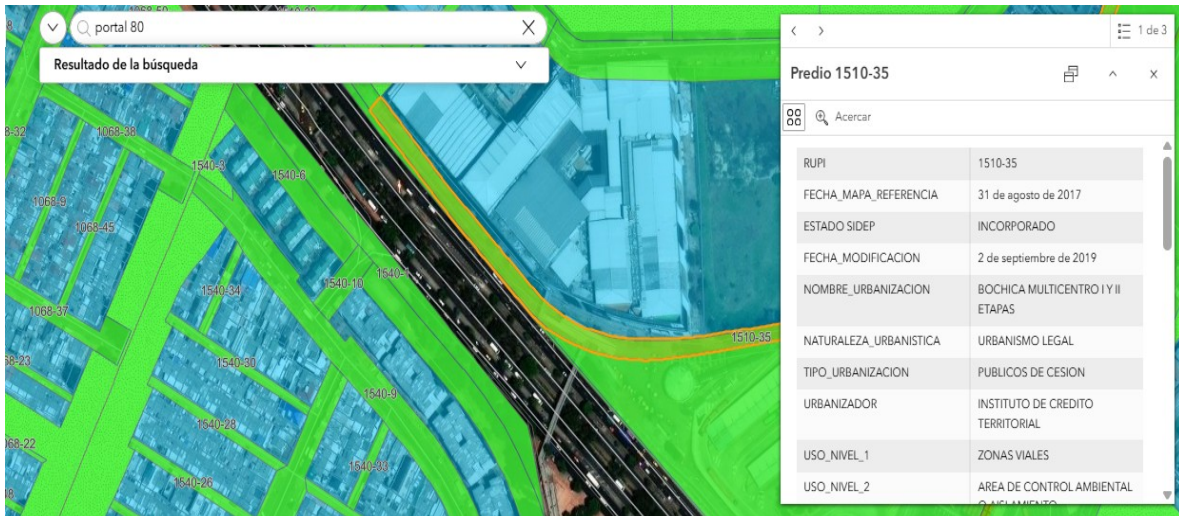 portal 80
Resultado de la búsqueda
1 de 3
Predio 1510-35
Acercar
RUPI 1510-35
FECHA_MAPA_REFERENCIA 31 de agosto de 2017
ESTADO SIDEP INCORPORADO
FECHA_MODIFICACION 2 de septiembre de 2019
NOMBRE_URBANIZACION BOCHICA MULTICENTRO I Y II
ETAPAS
NATURALEZA_URBANISTICA URBANISMO LEGAL
TIPO_URBANIZACION PUBLICOS DE CESION
URBANIZADOR INSTITUTO DE CREDITO
TERRITORIAL
USO_NIVEL_1 ZONAS VIALES
USO_NIVEL_2 AREA DE CONTROL AMBIENTAL
O AISLAMIENTO
1068-38
1540-3
1540-6
1068-9
1068-45
1540-10
1540-34
1068-37
1510-35
1540-30
1540-9
1540-28
1540-33
1540-26